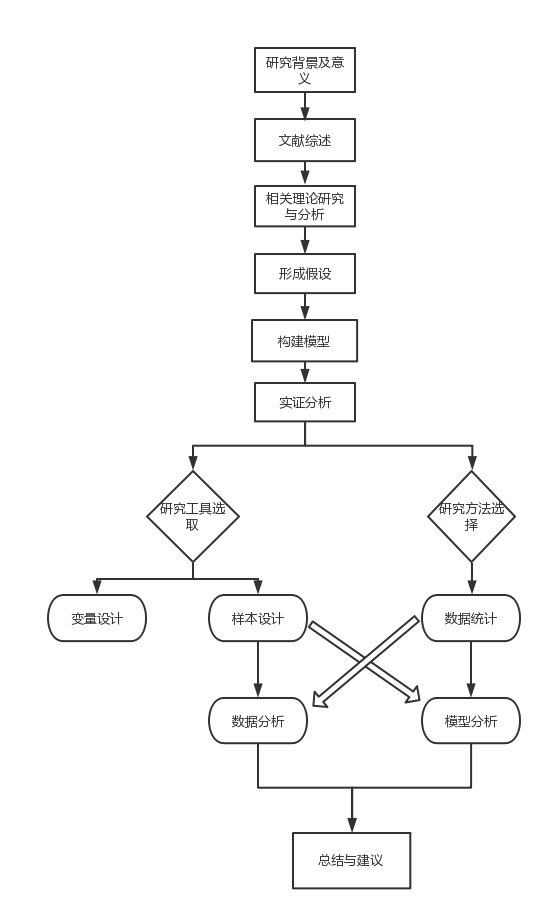 研究背景及意
义
文献综述
相关理论研究
与分析
形成假设
构建模型
实证分析
研究工具选
取
研究方法选
择
变量设计
样本设计
数据统计
数据分析
模型分析
总结与建议